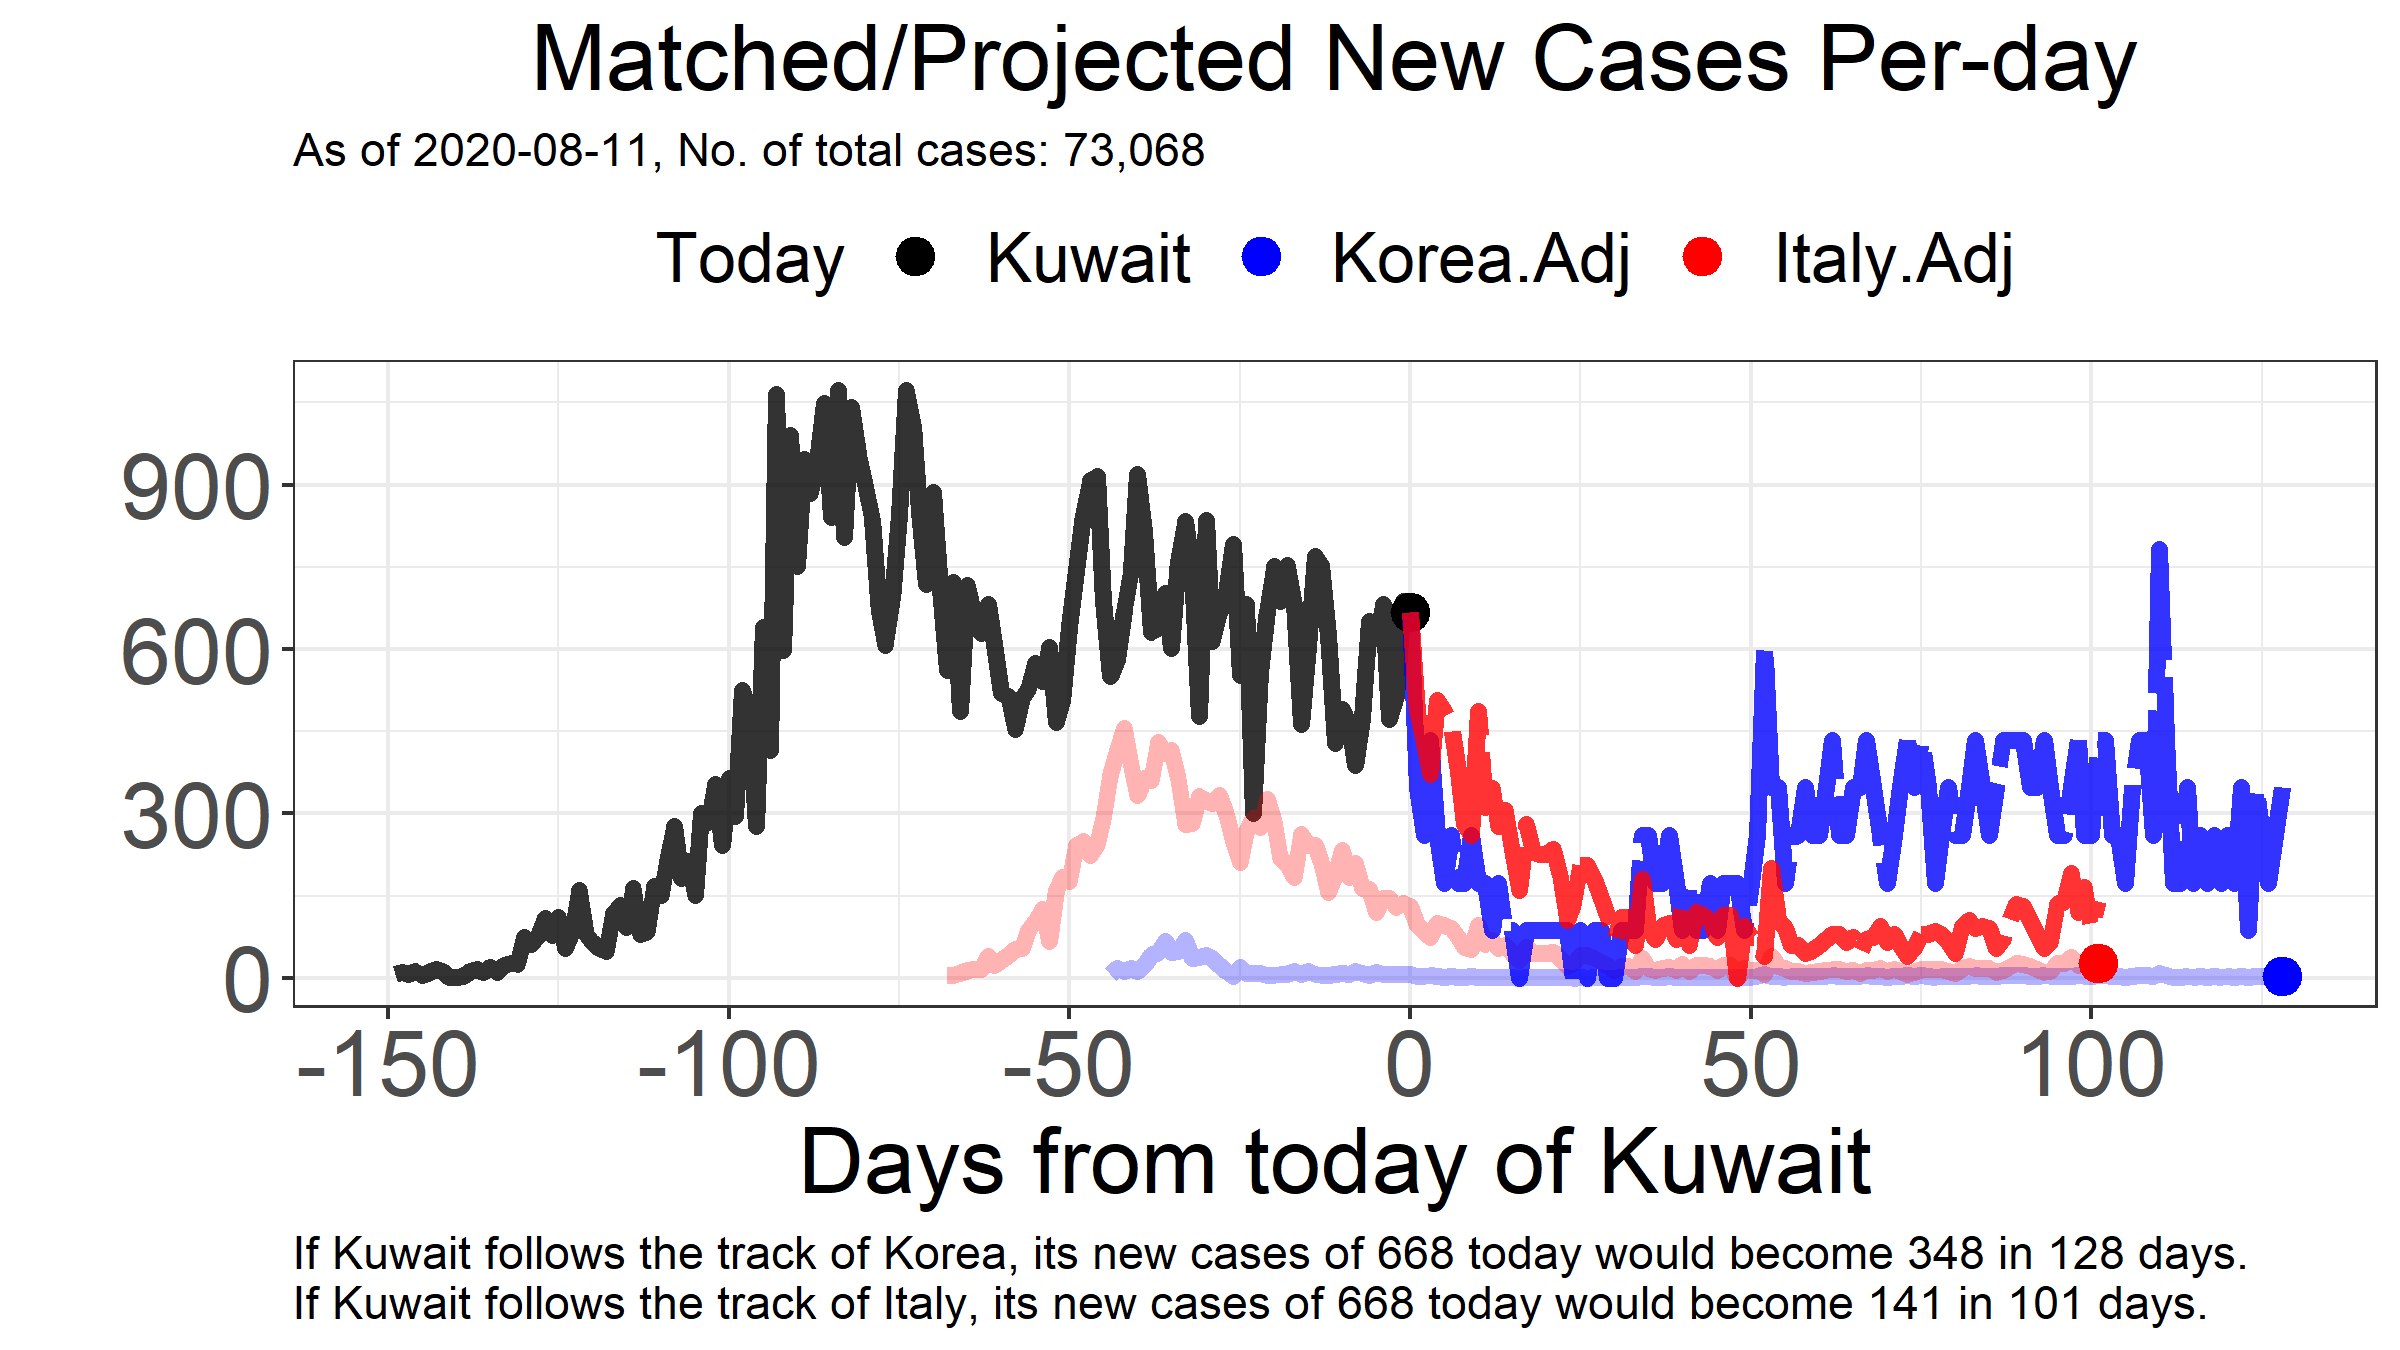 Matched/Projected New Cases Per-day
As of 2020-08-11, No. of total cases: 73,068
Today Kuwait Korea.Adj Italy.Adj
900
600
300
0
-150 -100 -50 0 50 100
Days from today of Kuwait
If Kuwait follows the track of Korea, its new cases of 668 today would become 348 in 128 days.
If Kuwait follows the track of Italy, its new cases of 668 today would become 141 in 101 days.